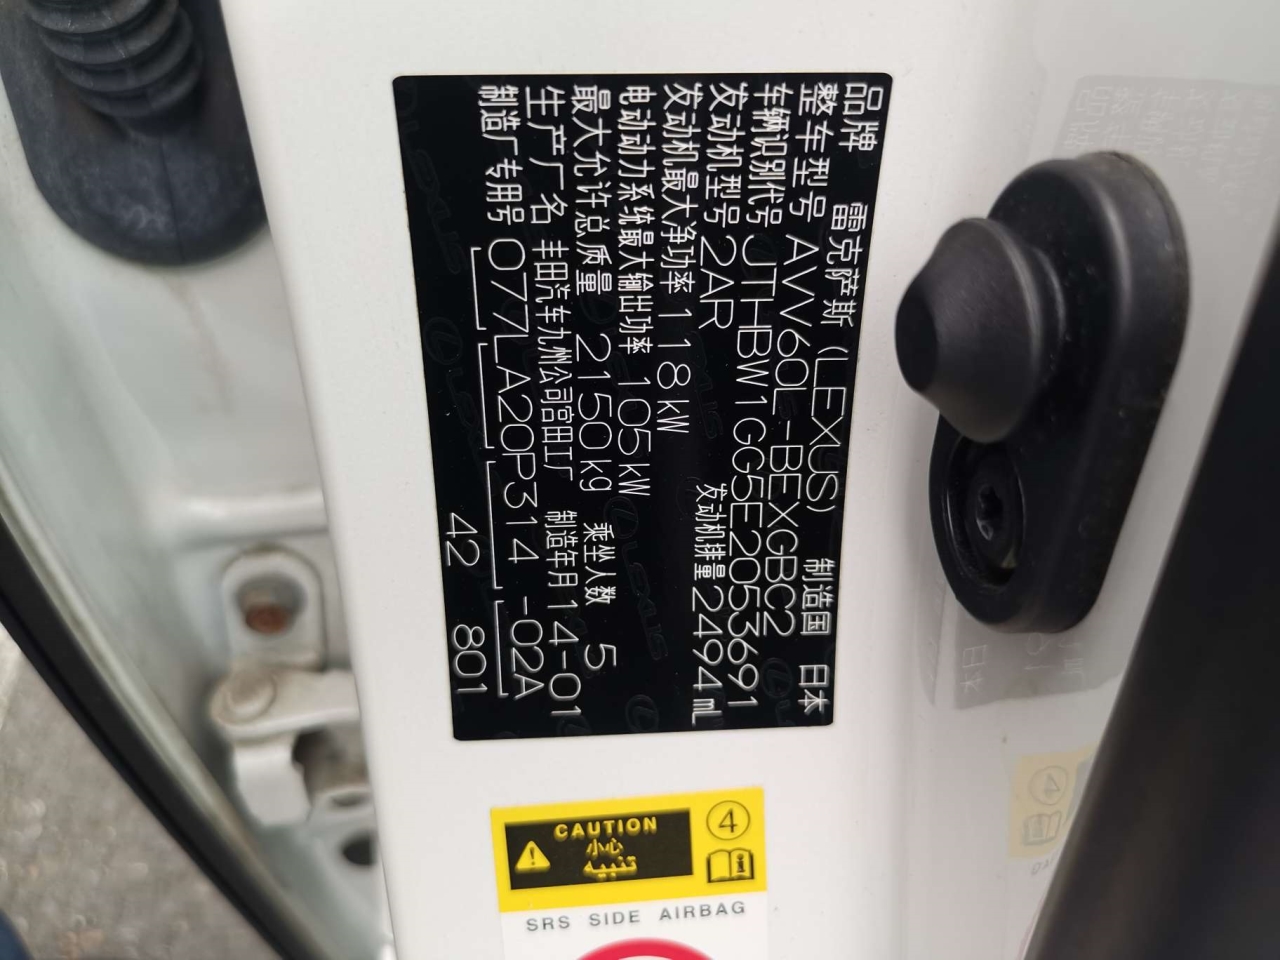 品牌 雷克萨斯(LEXUS) 制造国 日本
整车型号 AVV60L-BEXGBC2
车辆识别代号 JTHBW1GG5E2053691
发动机型号 2AR 发动机排量 2494mL
发动机最大净功率 118kW
电动动力系统最大输出功率 105kW
最大允许总质量 2150kg 乘坐人数 5
生产厂名 丰田汽车九州公司宫田工厂 制造年月 14-01
制造厂专用号 077LA20P314-02A
42 801
CAUTION
小心
تنبيه
4
SRS SIDE AIRBAG